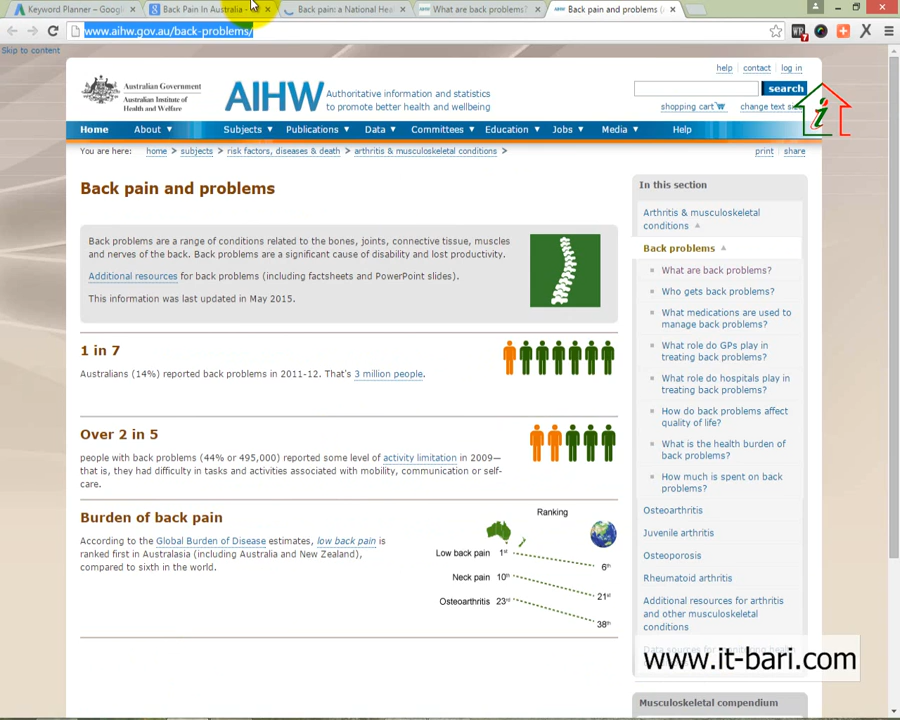 Keyword Planner – Googl
Back Pain In Australia -
Back pain: a National Hea
What are back problems?
Back pain and problems (
www.aihw.gov.au/back-problems/
Skip to content
help contact log in
Australian Government
Australian Institute of
Health and Welfare
AIHW
Authoritative information and statistics
to promote better health and wellbeing
search
shopping cart change text size
i
Home About Subjects Publications Data Committees Education Jobs Media Help
You are here: home > subjects > risk factors, diseases & death > arthritis & musculoskeletal conditions >
print share
Back pain and problems
Back problems are a range of conditions related to the bones, joints, connective tissue, muscles
and nerves of the back. Back problems are a significant cause of disability and lost productivity.
Additional resources for back problems (including factsheets and PowerPoint slides).
This information was last updated in May 2015.
1 in 7
Australians (14%) reported back problems in 2011-12. That's 3 million people.
Over 2 in 5
people with back problems (44% or 495,000) reported some level of activity limitation in 2009—
that is, they had difficulty in tasks and activities associated with mobility, communication or self-
care.
Burden of back pain
According to the Global Burden of Disease estimates, low back pain is
ranked first in Australasia (including Australia and New Zealand),
compared to sixth in the world.
Ranking
Low back pain 1st 6th
Neck pain 10th 21st
Osteoarthritis 23rd 38th
In this section
Arthritis & musculoskeletal
conditions
Back problems
What are back problems?
Who gets back problems?
What medications are used to
manage back problems?
What role do GPs play in
treating back problems?
What role do hospitals play in
treating back problems?
How do back problems affect
quality of life?
What is the health burden of
back problems?
How much is spent on back
problems?
Osteoarthritis
Juvenile arthritis
Osteoporosis
Rheumatoid arthritis
Additional resources for arthritis
and other musculoskeletal
conditions
www.it-bari.com
Musculoskeletal compendium